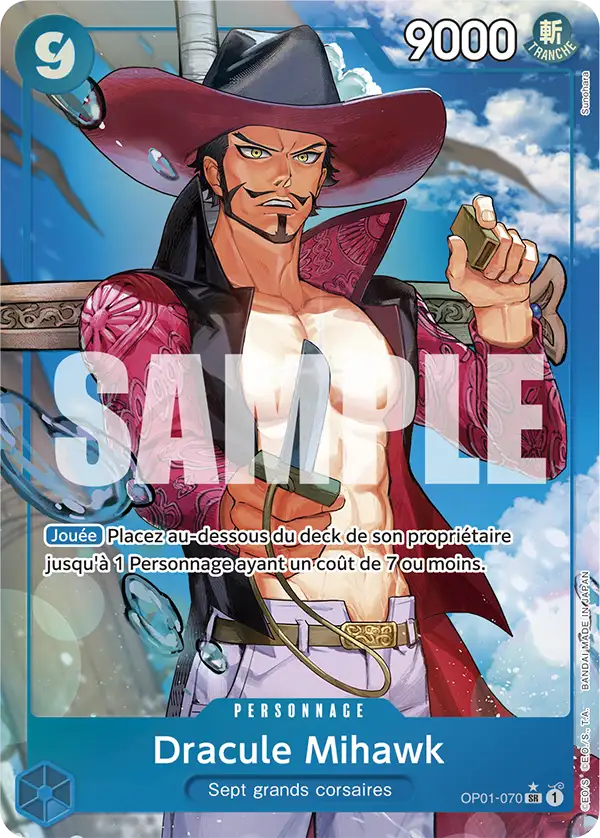 9
9000
斬
TRANCHE
Sunohara
SAMPLE
Jouée Placez au-dessous du deck de son propriétaire
jusqu'à 1 Personnage ayant un coût de 7 ou moins.
PERSONNAGE
Dracule Mihawk
Sept grands corsaires
OP01-070 SR ★ 1
©E.O/S. ©E.O./S., T.A. BANDAI MADE IN JAPAN